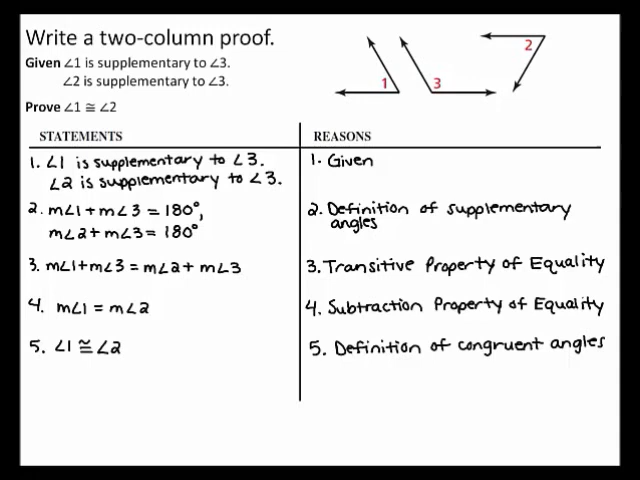 Write a two-column proof.
Given ∠1 is supplementary to ∠3.
∠2 is supplementary to ∠3.
Prove ∠1 ≅ ∠2
1
3
2
STATEMENTS
REASONS
1. ∠1 is supplementary to ∠3.
∠2 is supplementary to ∠3.
1. Given
2. m∠1 + m∠3 = 180°,
m∠2 + m∠3 = 180°
2. Definition of supplementary
angles
3. m∠1 + m∠3 = m∠2 + m∠3
3. Transitive Property of Equality
4. m∠1 = m∠2
4. Subtraction Property of Equality
5. ∠1 ≅ ∠2
5. Definition of congruent angles